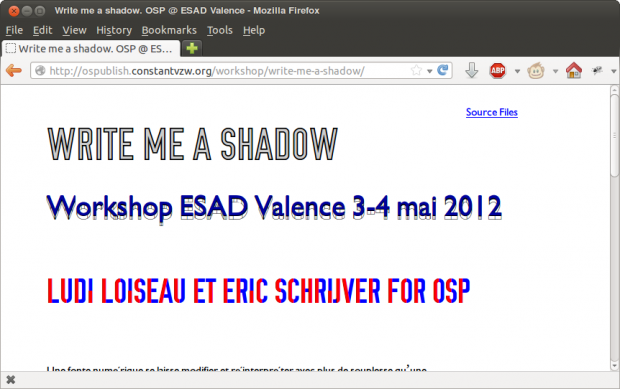 Write me a shadow. OSP @ ESAD Valence - Mozilla Firefox
File Edit View History Bookmarks Tools Help
Write me a shadow. OSP @ ES...
http://ospublish.constantvzw.org/workshop/write-me-a-shadow/
ABP
Source Files
WRITE ME A SHADOW
Workshop ESAD Valence 3-4 mai 2012
LUDI LOISEAU ET ERIC SCHRIJVER FOR OSP
Une fonte numérique se laisse modifier et réinterpréter avec plus de souplesse qu'une